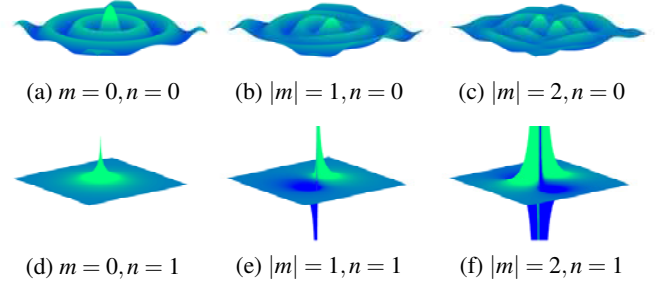 (a) m = 0, n = 0
(b) |m| = 1, n = 0
(c) |m| = 2, n = 0
(d) m = 0, n = 1
(e) |m| = 1, n = 1
(f) |m| = 2, n = 1